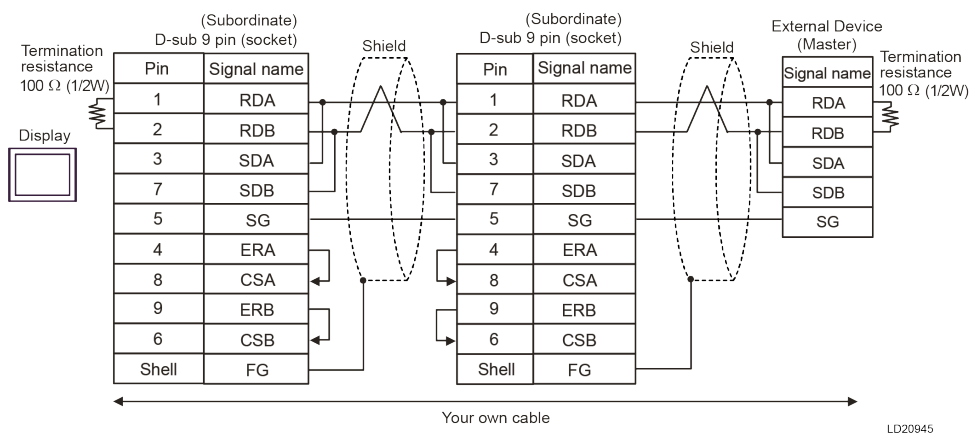 (Subordinate)
D-sub 9 pin (socket)
(Subordinate)
D-sub 9 pin (socket)
External Device
(Master)
Shield
Shield
Termination
resistance
100 Ω (1/2W)
Termination
resistance
100 Ω (1/2W)
Display
Pin Signal name
1 RDA
2 RDB
3 SDA
7 SDB
5 SG
4 ERA
8 CSA
9 ERB
6 CSB
Shell FG
Pin Signal name
1 RDA
2 RDB
3 SDA
7 SDB
5 SG
4 ERA
8 CSA
9 ERB
6 CSB
Shell FG
Signal name
RDA
RDB
SDA
SDB
SG
Your own cable
LD20945